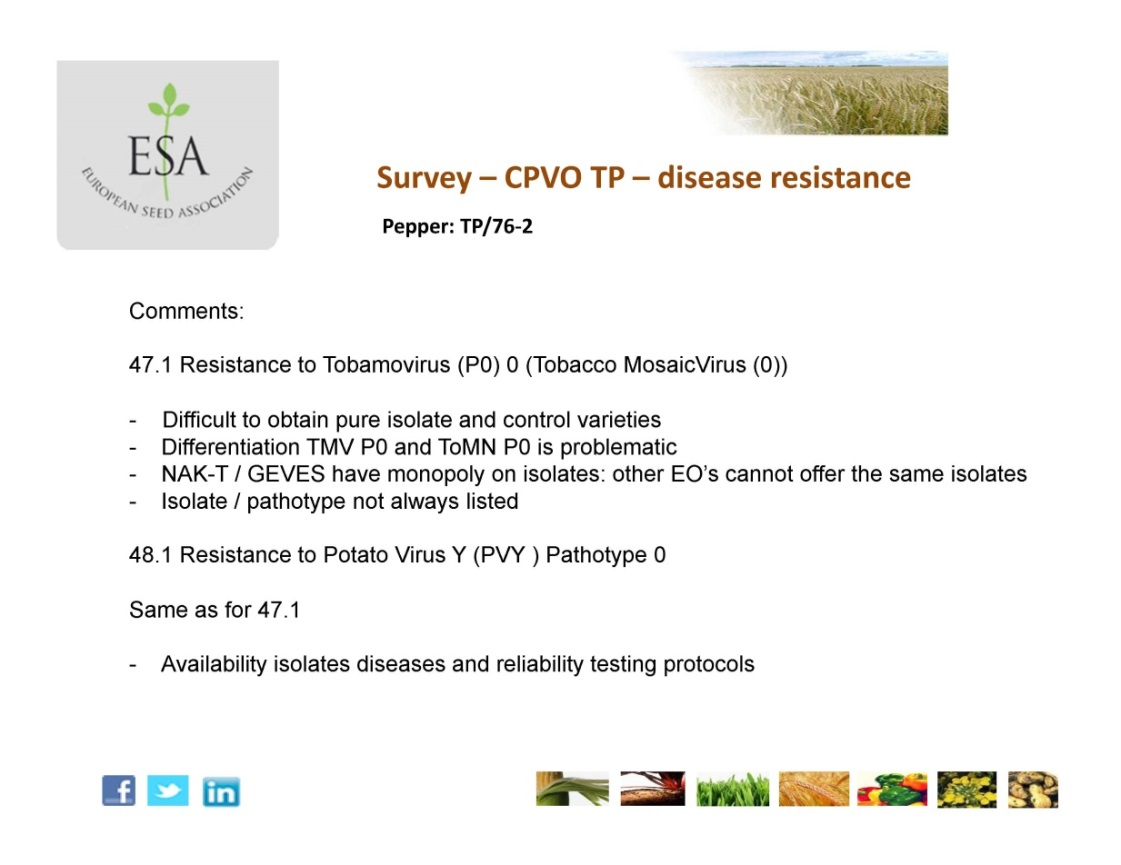 ESA
EUROPEAN SEED ASSOCIATION
Survey – CPVO TP – disease resistance
Pepper: TP/76-2
Comments:
47.1 Resistance to Tobamovirus (P0) 0 (Tobacco MosaicVirus (0))
- Difficult to obtain pure isolate and control varieties
- Differentiation TMV P0 and ToMN P0 is problematic
- NAK-T / GEVES have monopoly on isolates: other EO’s cannot offer the same isolates
- Isolate / pathotype not always listed
48.1 Resistance to Potato Virus Y (PVY ) Pathotype 0
Same as for 47.1
- Availability isolates diseases and reliability testing protocols
f
in